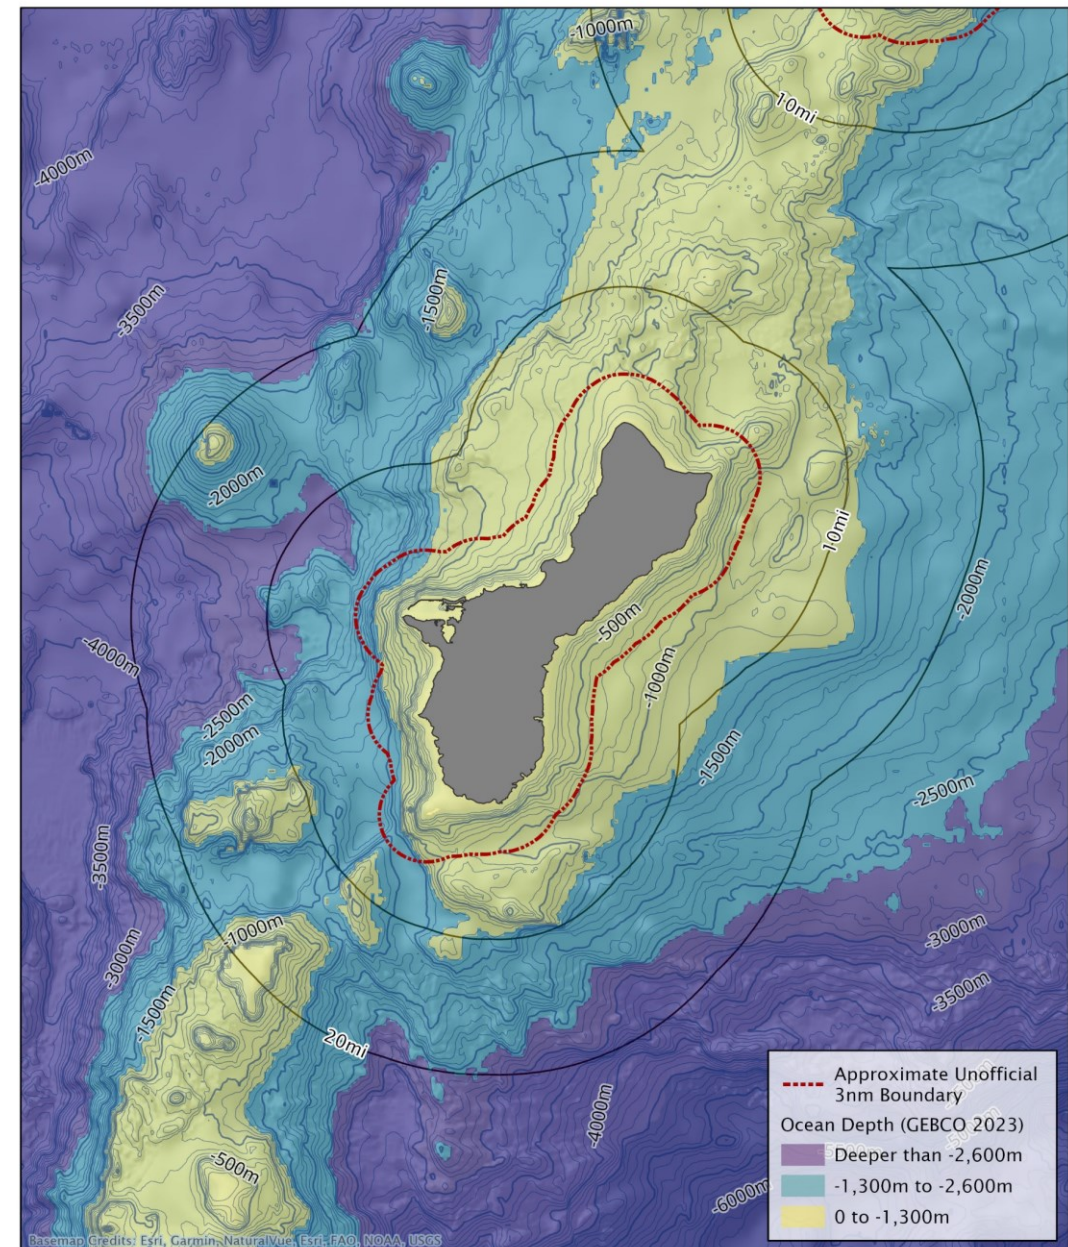 -1000m
10mi
-4000m
-3500m
-1500m
-2000m
10mi
-2000m
-500m
-4000m
-1000m
-2500m
-2000m
-1500m
-2500m
-3500m
-1000m
-3000m
-3000m
-3500m
-1500m
20mi
-4000m
-500m
-6000m
Approximate Unofficial
3nm Boundary
Ocean Depth (GEBCO 2023)
Deeper than -2,600m
-1,300m to -2,600m
0 to -1,300m
Basemap Credits: Esri, Garmin, NaturalVue, Esri, FAO, NOAA, USGS